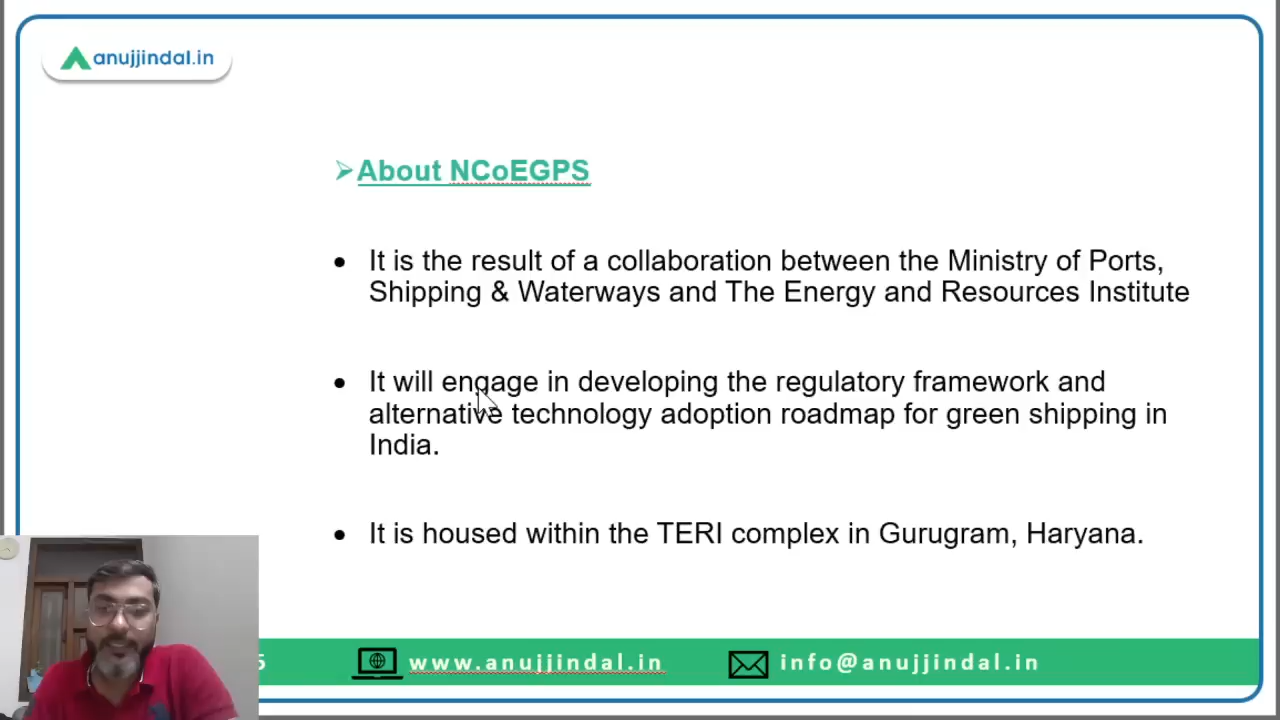 anujjindal.in
About NCoEGPS
It is the result of a collaboration between the Ministry of Ports,
Shipping & Waterways and The Energy and Resources Institute
It will engage in developing the regulatory framework and
alternative technology adoption roadmap for green shipping in
India.
It is housed within the TERI complex in Gurugram, Haryana.
www.anujjindal.in
info@anujjindal.in